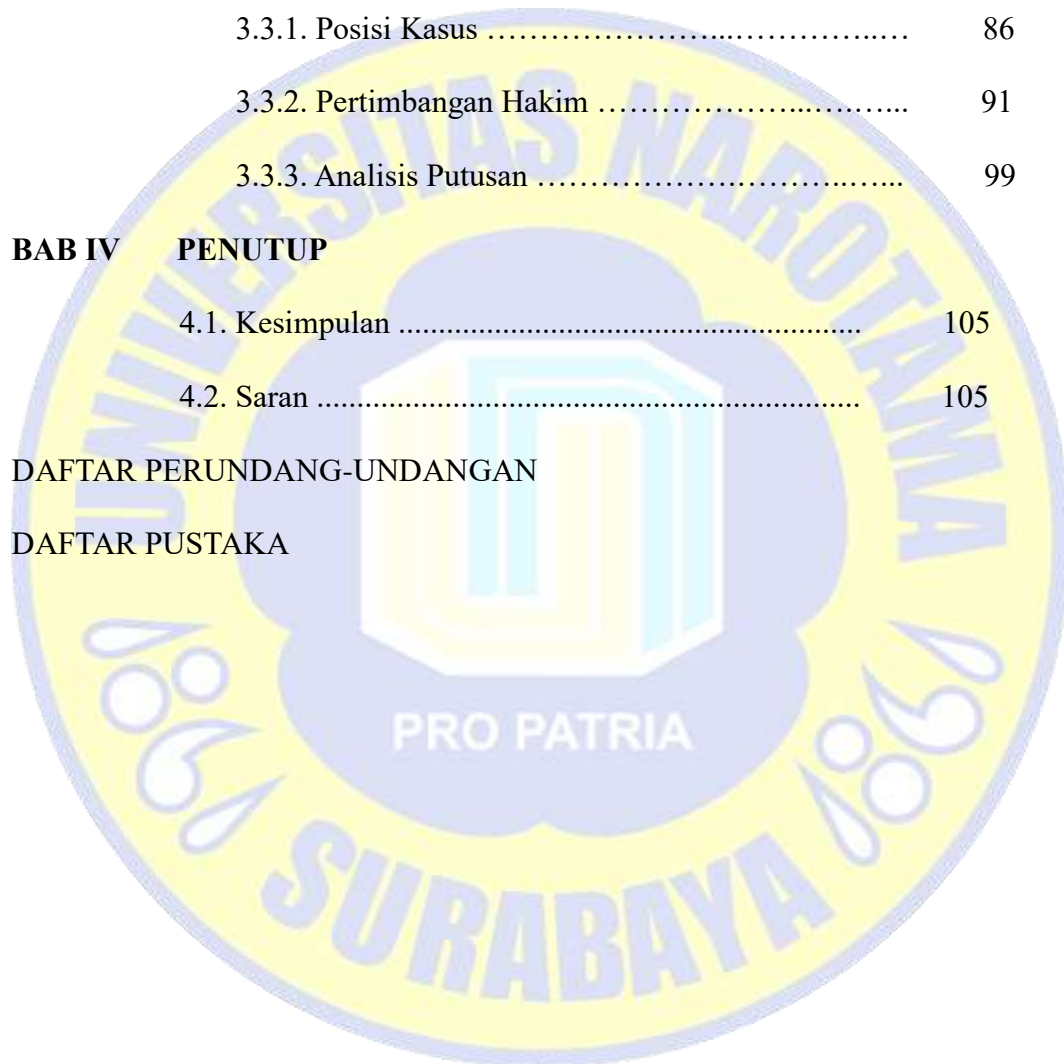 3.3.1. Posisi Kasus …………………...…………..… 86
3.3.2. Pertimbangan Hakim ………………...….…... 91
3.3.3. Analisis Putusan ……………….………..…... 99
BAB IV PENUTUP
4.1. Kesimpulan .......................................................... 105
4.2. Saran .................................................................... 105
DAFTAR PERUNDANG-UNDANGAN
DAFTAR PUSTAKA
UNIVERSITAS NAROTAMA
PRO PATRIA
SURABAYA